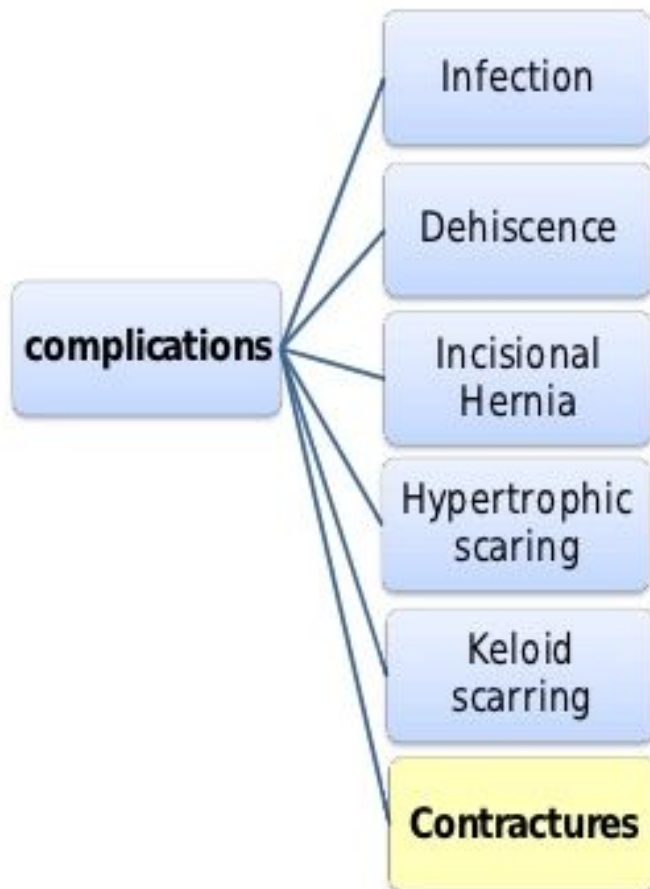 Infection
Dehiscence
complications
Incisional
Hernia
Hypertrophic
scaring
Keloid
scarring
Contractures